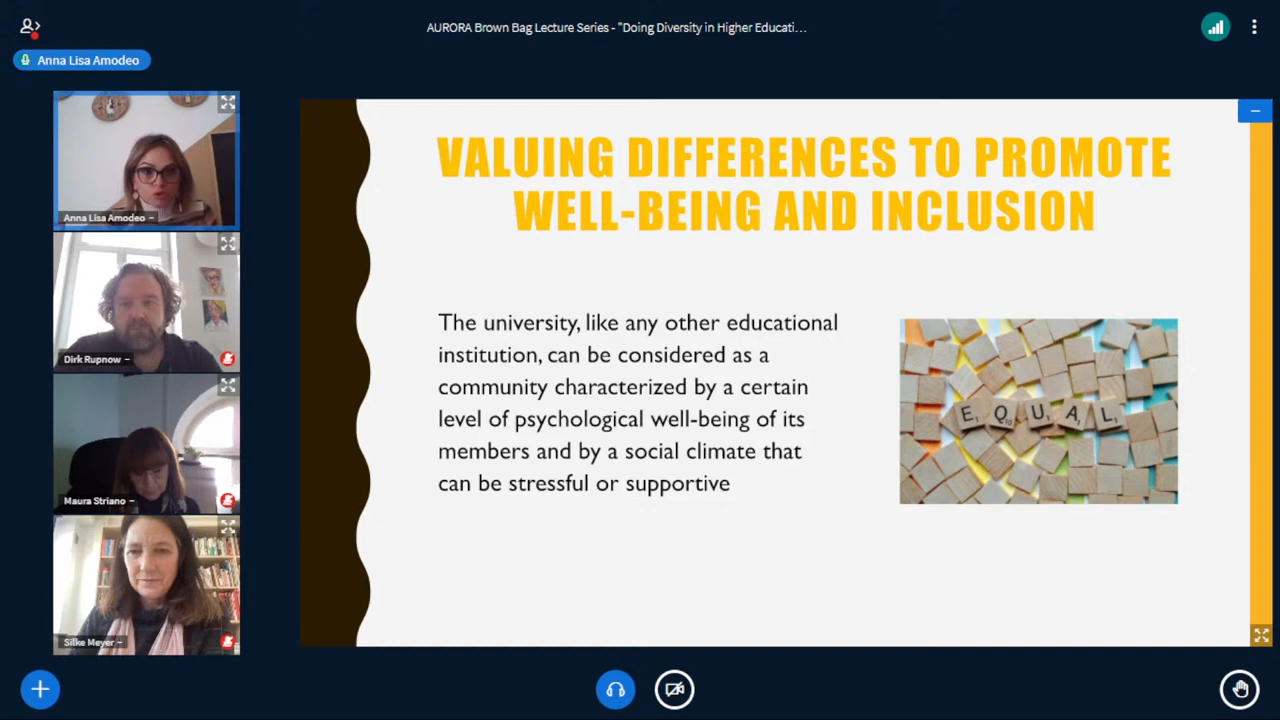 AURORA Brown Bag Lecture Series - "Doing Diversity in Higher Educati...
Anna Lisa Amodeo
Anna Lisa Amodeo
Dirk Rupnow
Maura Striano
Silke Meyer
VALUING DIFFERENCES TO PROMOTE
WELL-BEING AND INCLUSION
The university, like any other educational
institution, can be considered as a
community characterized by a certain
level of psychological well-being of its
members and by a social climate that
can be stressful or supportive
EQUAL